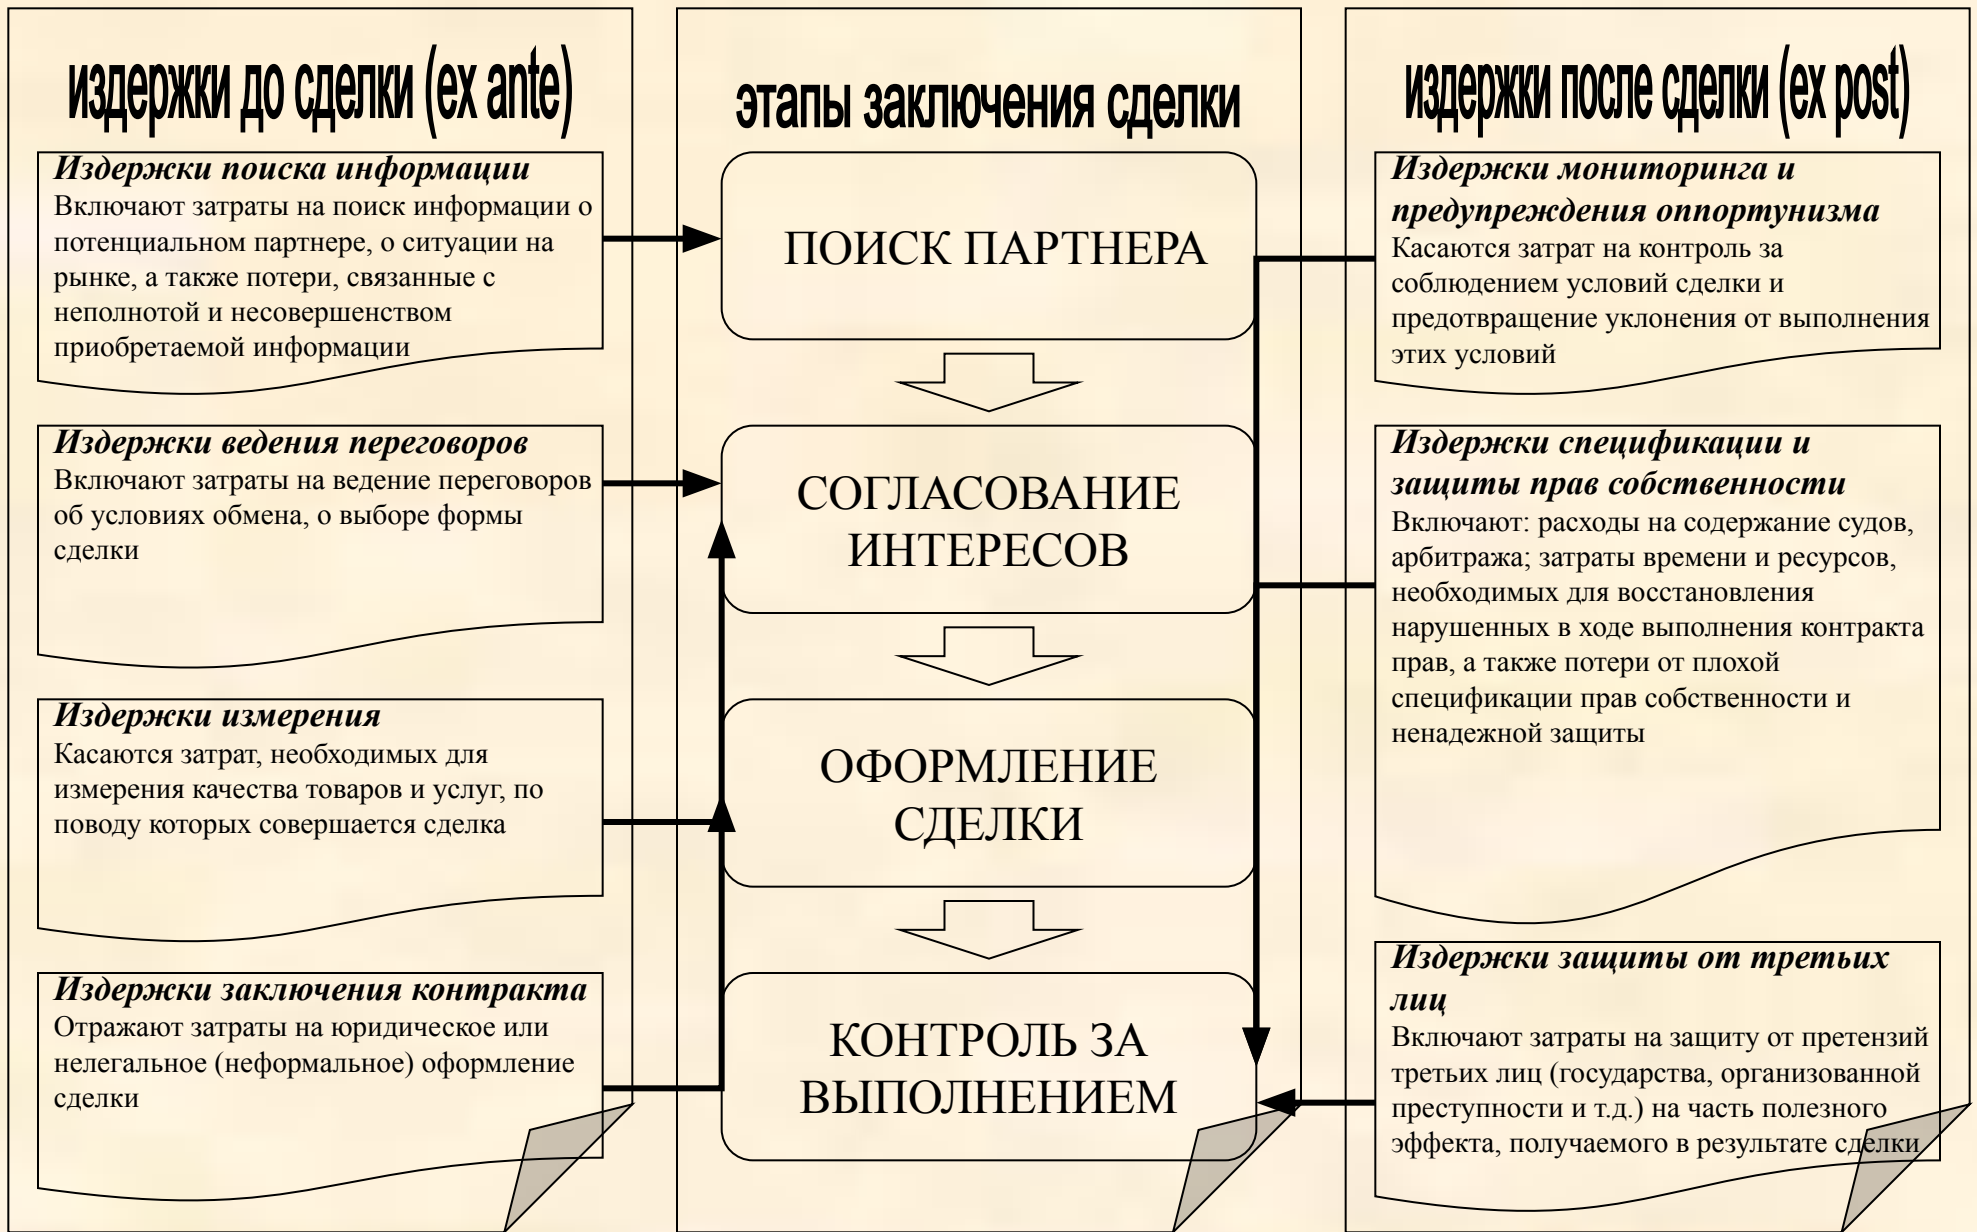 издержки до сделки (ex ante)
Издержки поиска информации
Включают затраты на поиск информации о
потенциальном партнере, о ситуации на
рынке, а также потери, связанные с
неполнотой и несовершенством
приобретаемой информации
Издержки ведения переговоров
Включают затраты на ведение переговоров
об условиях обмена, о выборе формы
сделки
Издержки измерения
Касаются затрат, необходимых для
измерения качества товаров и услуг, по
поводу которых совершается сделка
Издержки заключения контракта
Отражают затраты на юридическое или
нелегальное (неформальное) оформление
сделки
этапы заключения сделки
ПОИСК ПАРТНЕРА
СОГЛАСОВАНИЕ
ИНТЕРЕСОВ
ОФОРМЛЕНИЕ
СДЕЛКИ
КОНТРОЛЬ ЗА
ВЫПОЛНЕНИЕМ
издержки после сделки (ex post)
Издержки мониторинга и
предупреждения оппортунизма
Касаются затрат на контроль за
соблюдением условий сделки и
предотвращение уклонения от выполнения
этих условий
Издержки спецификации и
защиты прав собственности
Включают: расходы на содержание судов,
арбитража; затраты времени и ресурсов,
необходимых для восстановления
нарушенных в ходе выполнения контракта
прав, а также потери от плохой
спецификации прав собственности и
ненадежной защиты
Издержки защиты от третьих
лиц
Включают затраты на защиту от претензий
третьих лиц (государства, организованной
преступности и т.д.) на часть полезного
эффекта, получаемого в результате сделки